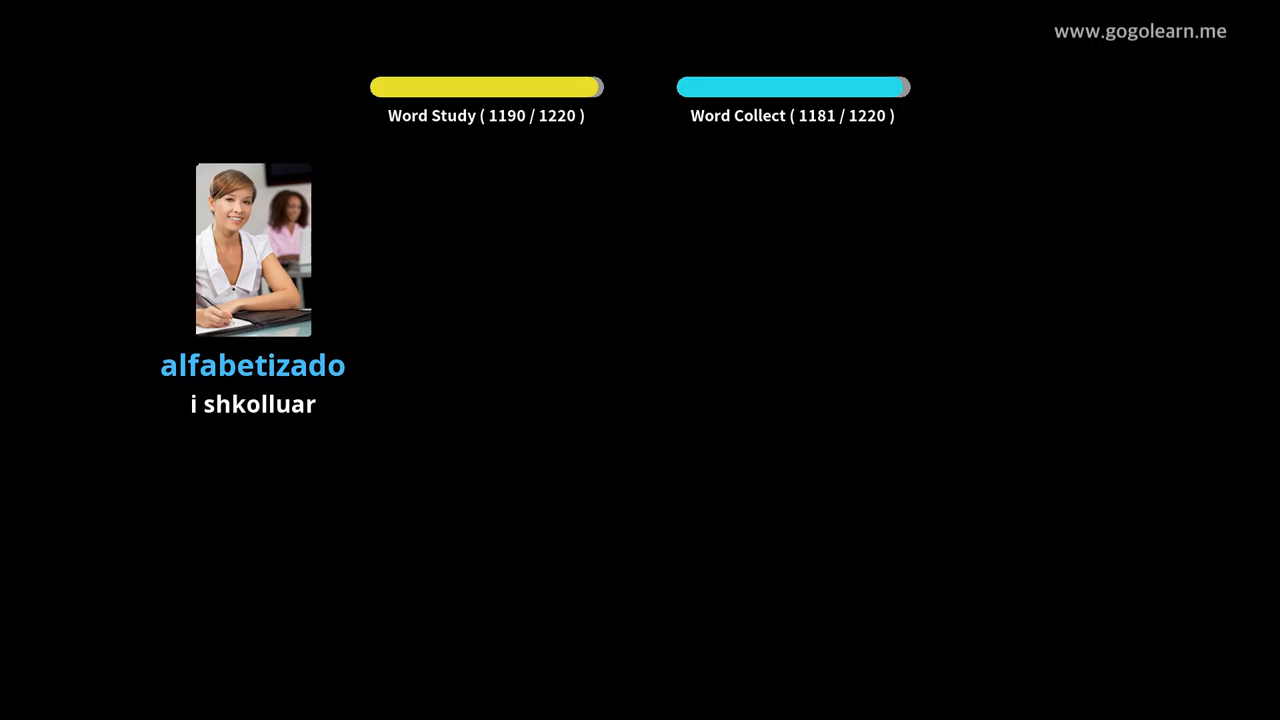 www.gogolearn.me
Word Study ( 1190 / 1220 )
Word Collect ( 1181 / 1220 )
alfabetizado
i shkolluar